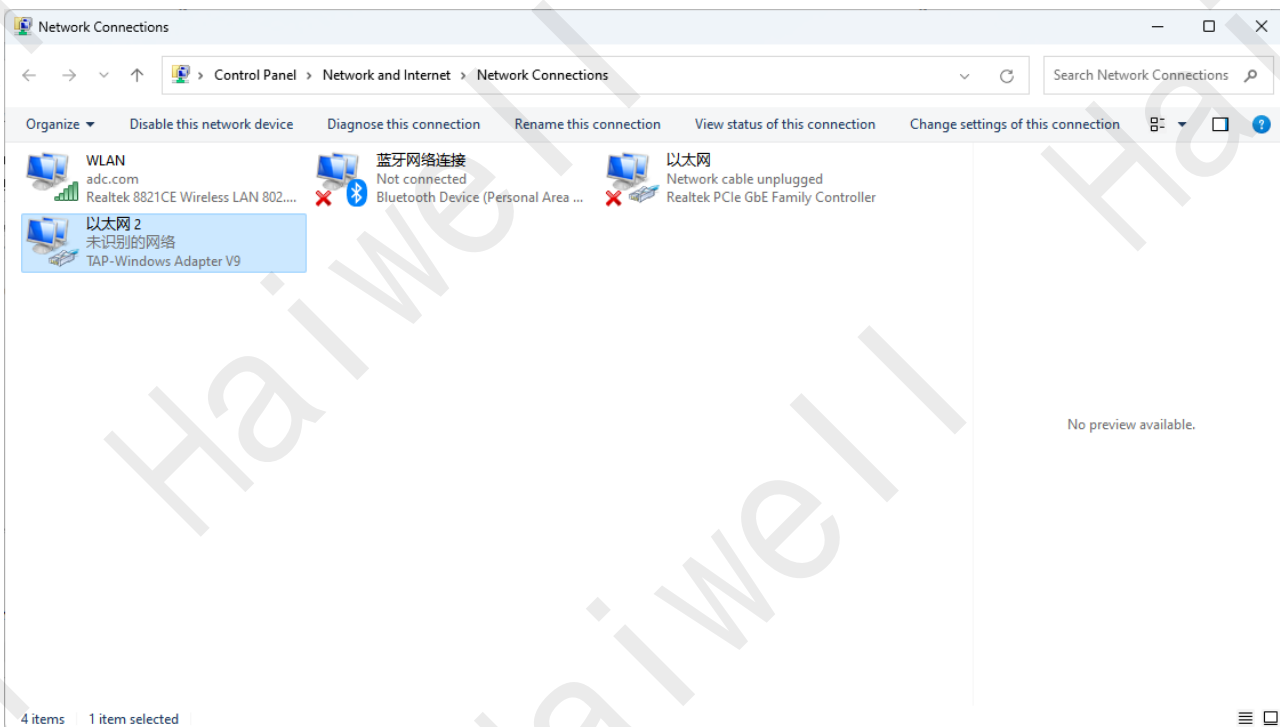 Network Connections
Control Panel > Network and Internet > Network Connections
Search Network Connections
Organize
Disable this network device
Diagnose this connection
Rename this connection
View status of this connection
Change settings of this connection
WLAN
adc.com
Realtek 8821CE Wireless LAN 802....
蓝牙网络连接
Not connected
Bluetooth Device (Personal Area ...
以太网
Network cable unplugged
Realtek PCIe GbE Family Controller
以太网 2
未识别的网络
TAP-Windows Adapter V9
No preview available.
4 items
1 item selected
Haiwell
Haiwell
Hai
aiwell